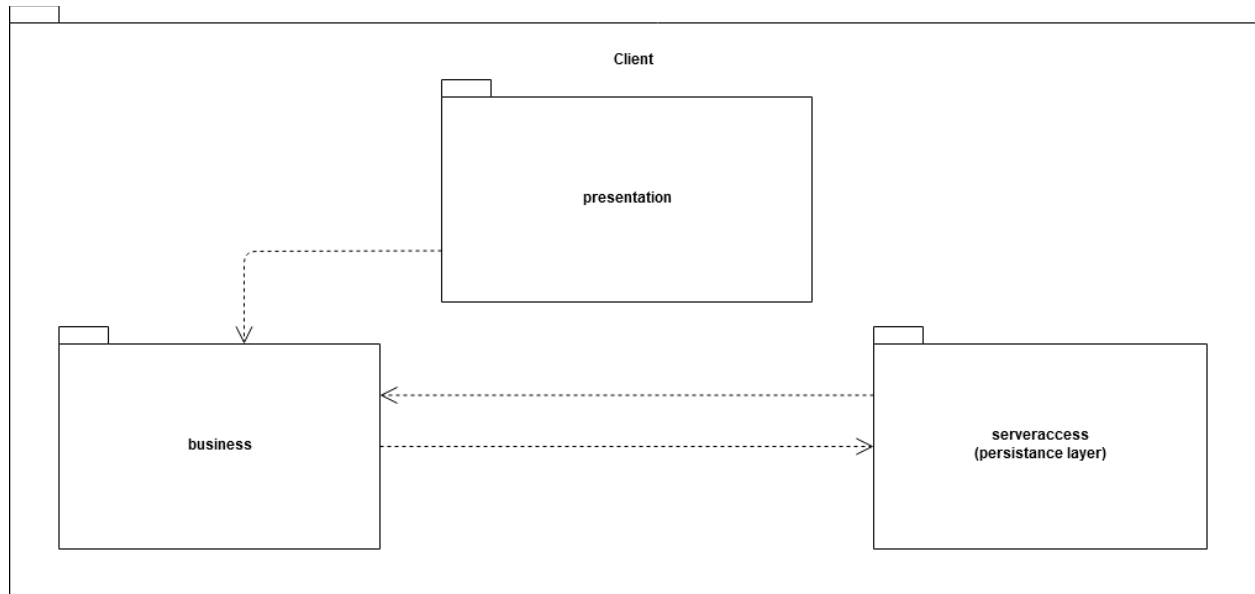 Client
presentation
business
serveraccess
(persistance layer)